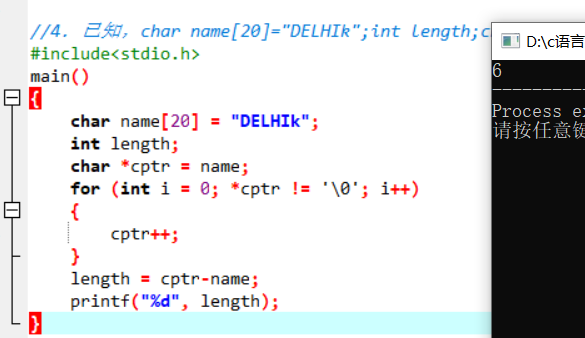 //4. 已知，char name[20]="DELHIk";int length;c
#include<stdio.h>
main()
{
char name[20] = "DELHIk";
int length;
char *cptr = name;
for (int i = 0; *cptr != '\0'; i++)
{
cptr++;
}
length = cptr-name;
printf("%d", length);
}
D:\c语言
6
Process ex
请按任意键